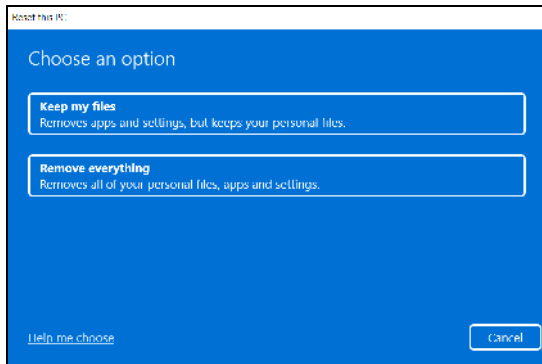 Reset this PC
Choose an option
Keep my files
Removes apps and settings, but keeps your personal files.
Remove everything
Removes all of your personal files, apps and settings.
Help me choose
Cancel